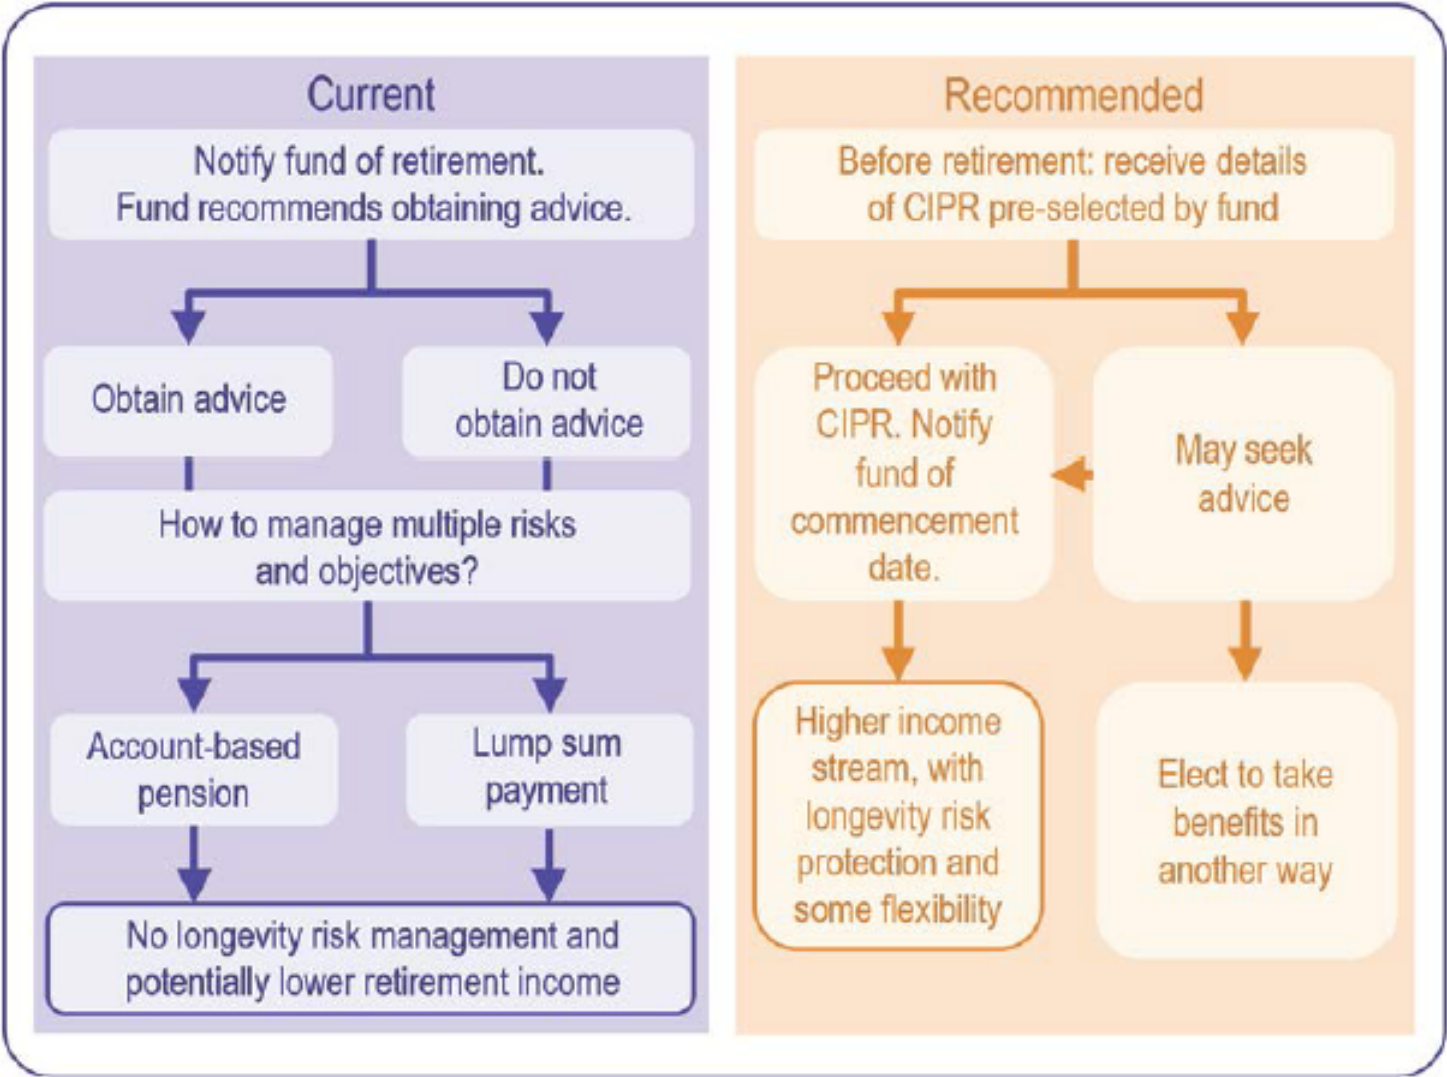 Current
Notify fund of retirement.
Fund recommends obtaining advice.
Obtain advice
Do not
obtain advice
How to manage multiple risks
and objectives?
Account-based
pension
Lump sum
payment
No longevity risk management and
potentially lower retirement income
Recommended
Before retirement: receive details
of CIPR pre-selected by fund
Proceed with
CIPR. Notify
fund of
commencement
date.
May seek
advice
Higher income
stream, with
longevity risk
protection and
some flexibility
Elect to take
benefits in
another way